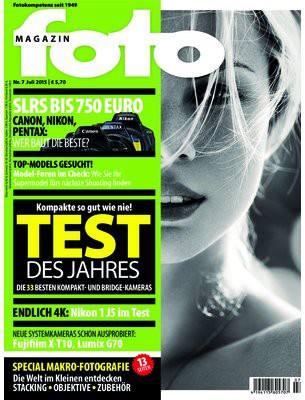 Fotokompetenz seit 1949
MAGAZIN
foto
Nr. 7 Juli 2015 | € 5,70
SLRS BIS 750 EURO
CANON, NIKON,
PENTAX:
WER BAUT DIE BESTE?
Nikon
Canon
PENTAX
TOP-MODELS GESUCHT!
Model-Foren im Check: Wie Sie Ihr
Supermodel fürs nächste Shooting finden
Kompakte so gut wie nie!
TEST
DES JAHRES
DIE 33 BESTEN KOMPAKT- UND BRIDGE-KAMERAS
ENDLICH 4K: Nikon 1 J5 im Test
NEUE SYSTEMKAMERAS SCHON AUSPROBIERT:
Fujifilm X-T10, Lumix G70
SPECIAL MAKRO-FOTOGRAFIE
13
SEITEN
Die Welt im Kleinen entdecken
STACKING • OBJEKTIVE • ZUBEHÖR